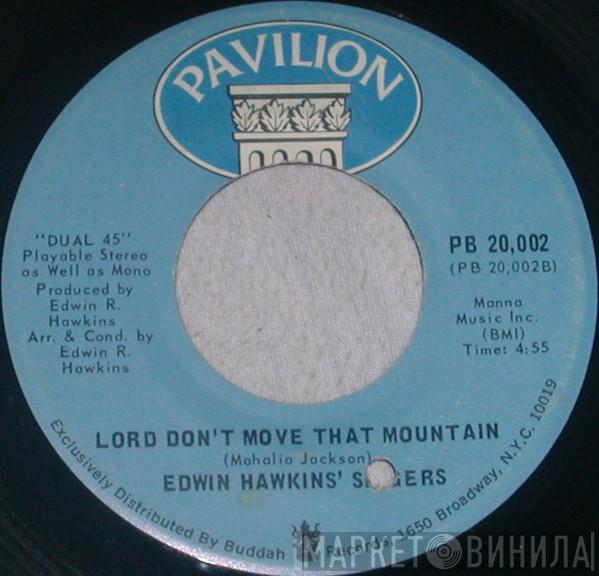 PAVILION
"DUAL 45"
Playable Stereo
as Well as Mono
Produced by
Edwin R.
Hawkins
Arr. & Cond. by
Edwin R.
Hawkins
PB 20,002
(PB 20,002B)
Manna
Music Inc.
(BMI)
Time: 4:55
LORD DON'T MOVE THAT MOUNTAIN
(Mahalia Jackson)
EDWIN HAWKINS' S GERS
Exclusively Distributed By Buddah Records, 1650 Broadway, N.Y.C. 10019
МАРКЕТ ВИНИЛА